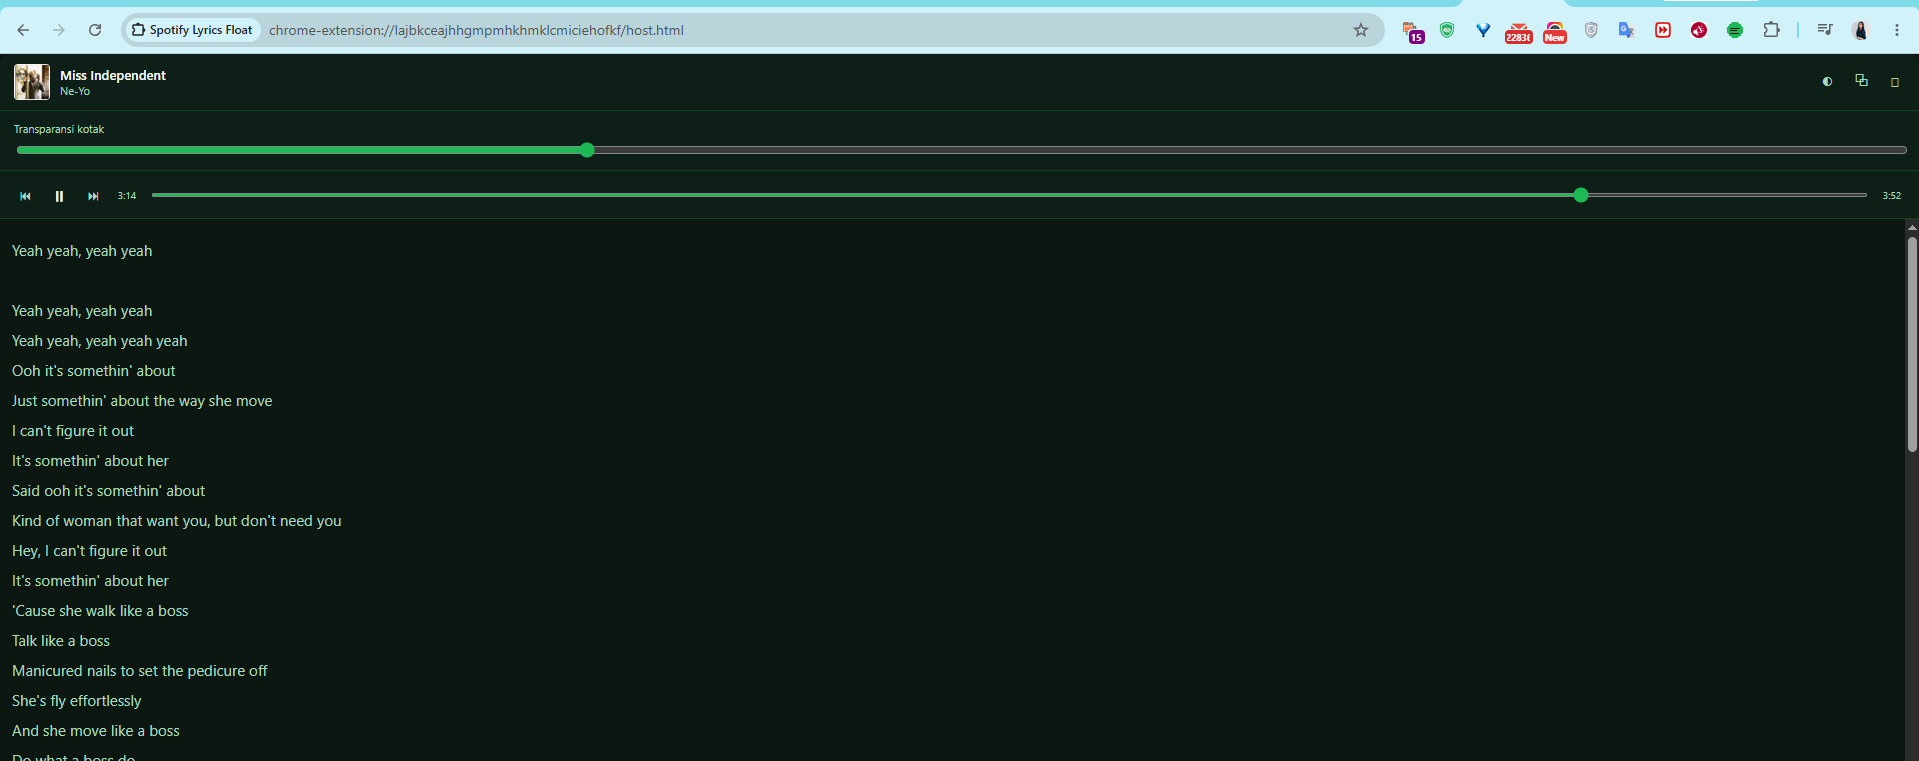 Spotify Lyrics Float
chrome-extension://lajbkceajhhgmpmhkhmklcmiciehofkf/host.html
15
22836
New
Miss Independent
Ne-Yo
Transparansi kotak
3:14
3:52
Yeah yeah, yeah yeah
Yeah yeah, yeah yeah
Yeah yeah, yeah yeah yeah
Ooh it's somethin' about
Just somethin' about the way she move
I can't figure it out
It's somethin' about her
Said ooh it's somethin' about
Kind of woman that want you, but don't need you
Hey, I can't figure it out
It's somethin' about her
'Cause she walk like a boss
Talk like a boss
Manicured nails to set the pedicure off
She's fly effortlessly
And she move like a boss
Do what a boss do